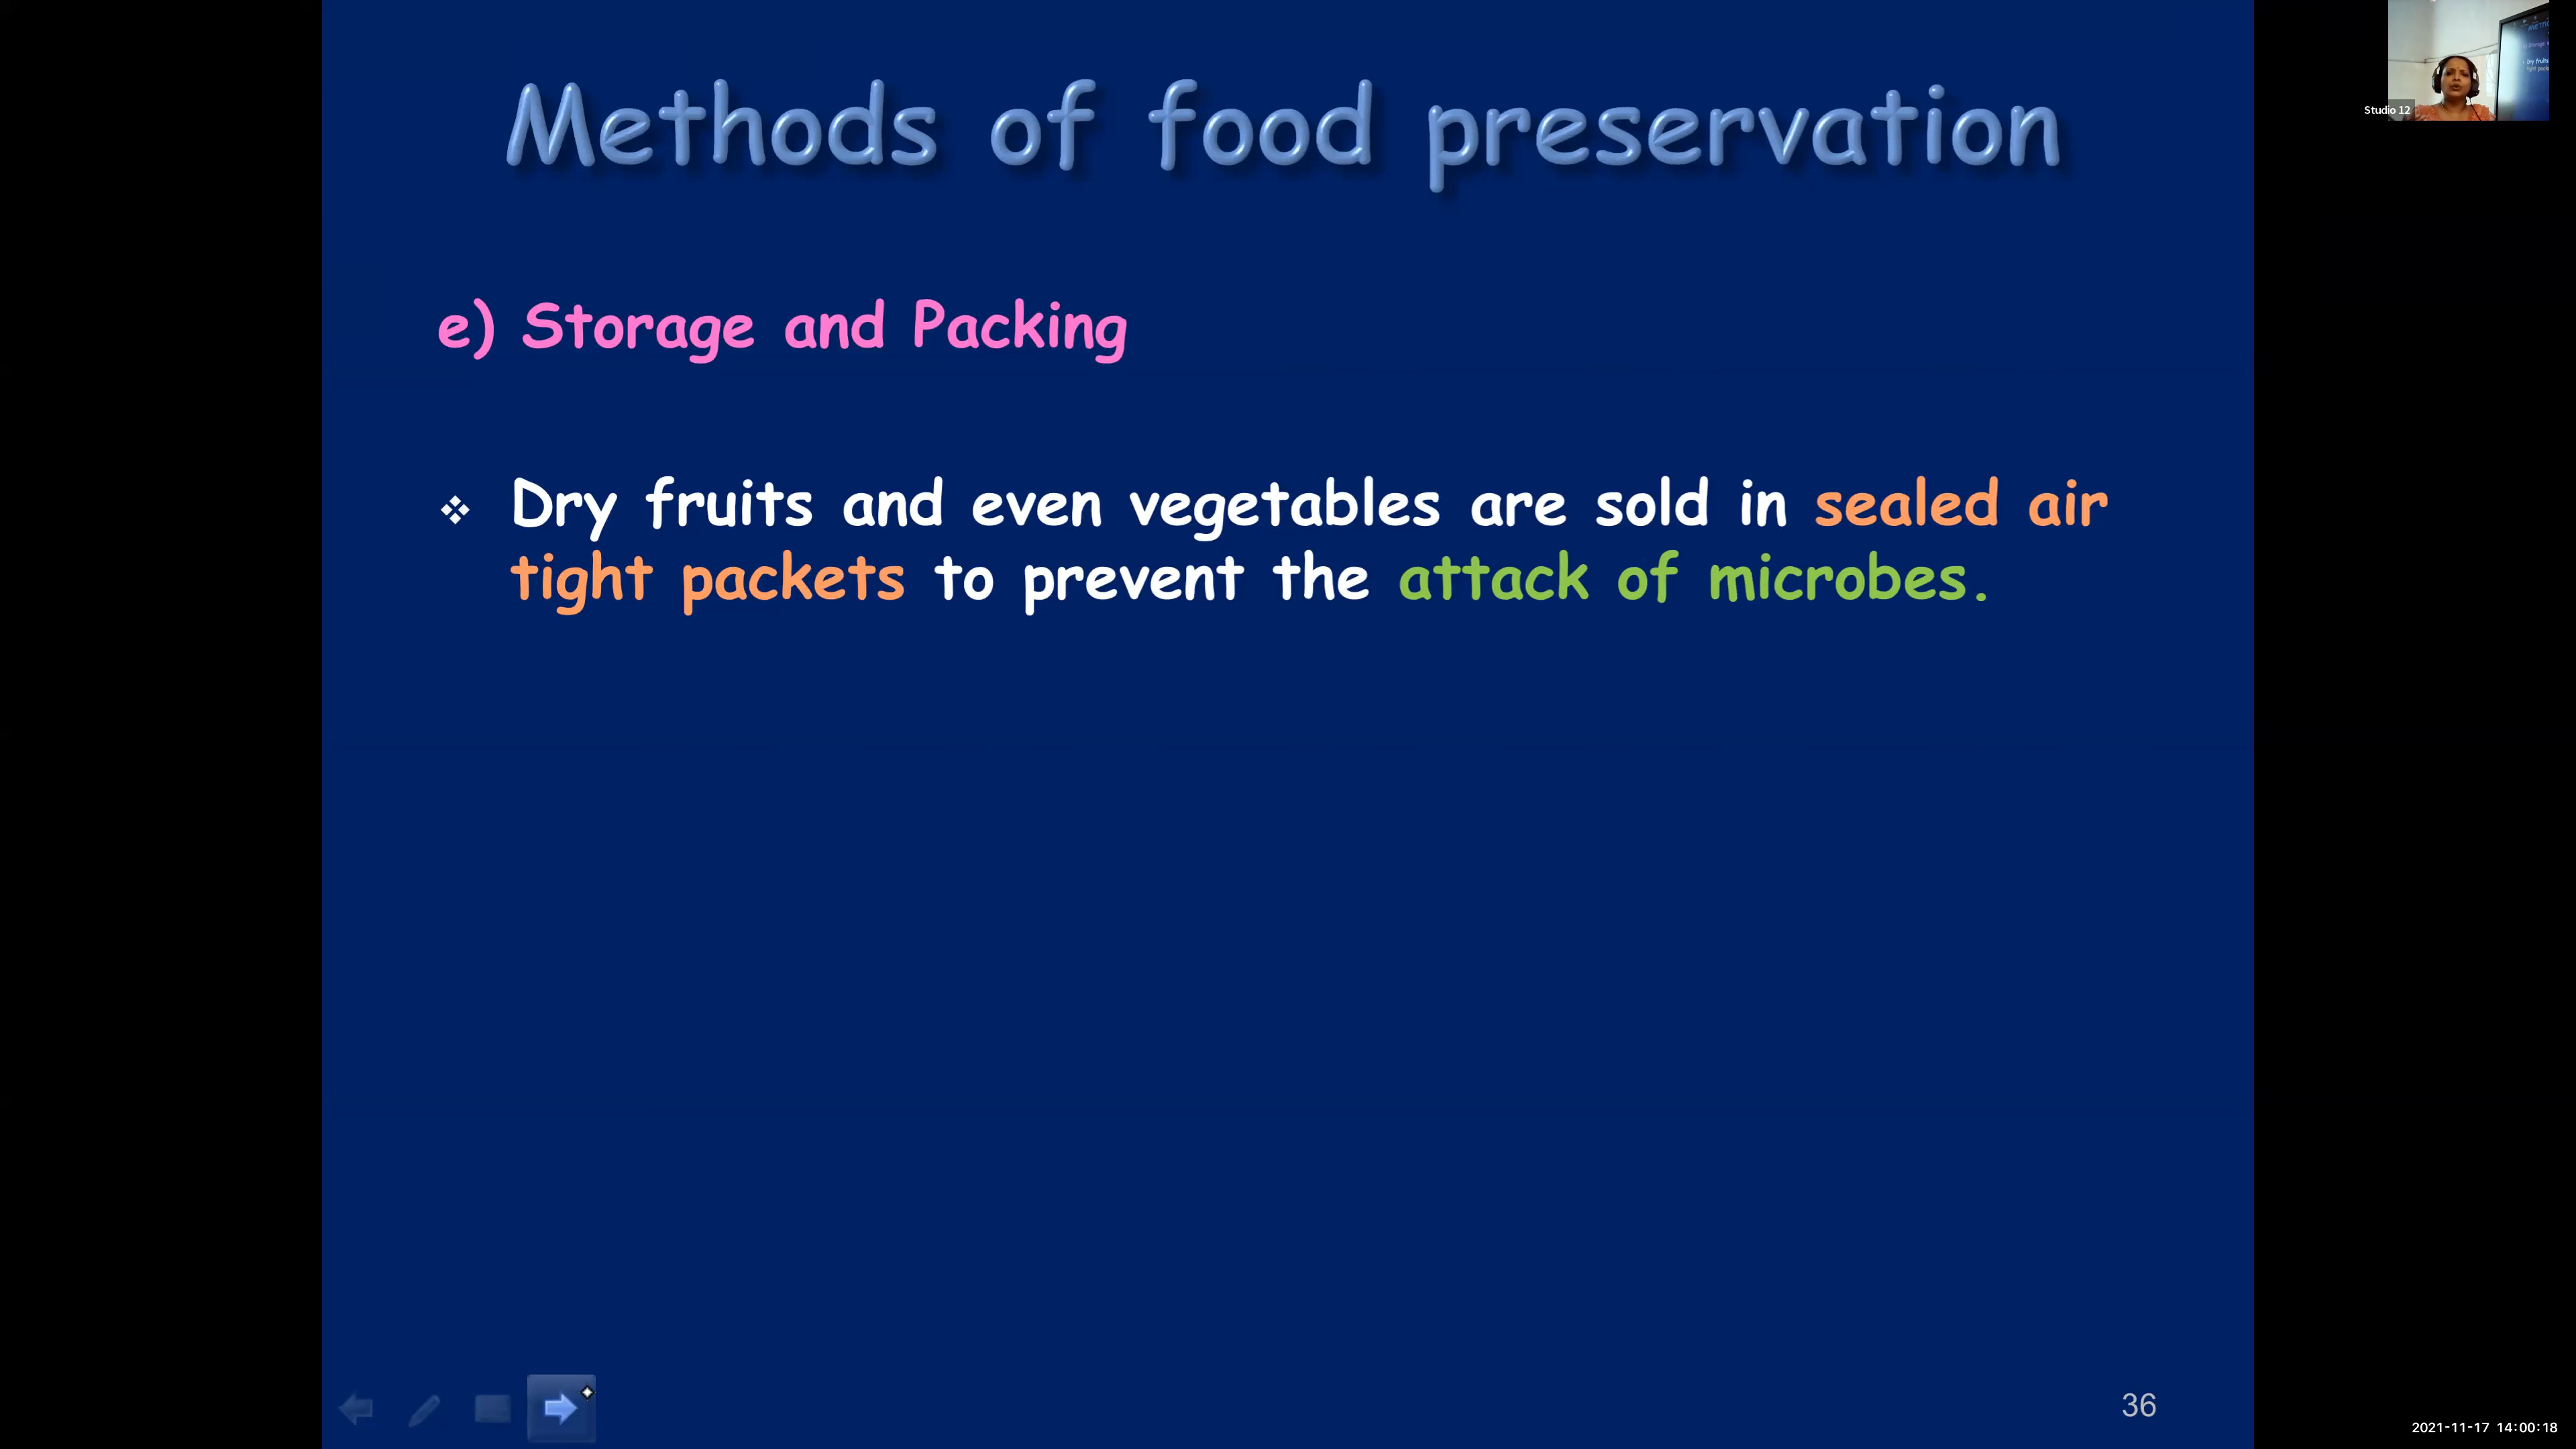 Methods of food preservation
Studio 12
e) Storage and Packing
❖ Dry fruits and even vegetables are sold in sealed air
tight packets to prevent the attack of microbes.
36
2021-11-17 14:00:18